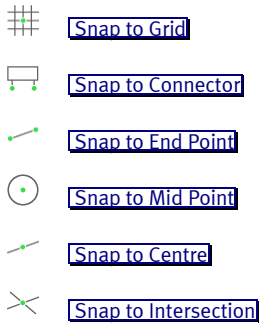 Snap to Grid
Snap to Connector
Snap to End Point
Snap to Mid Point
Snap to Centre
Snap to Intersection